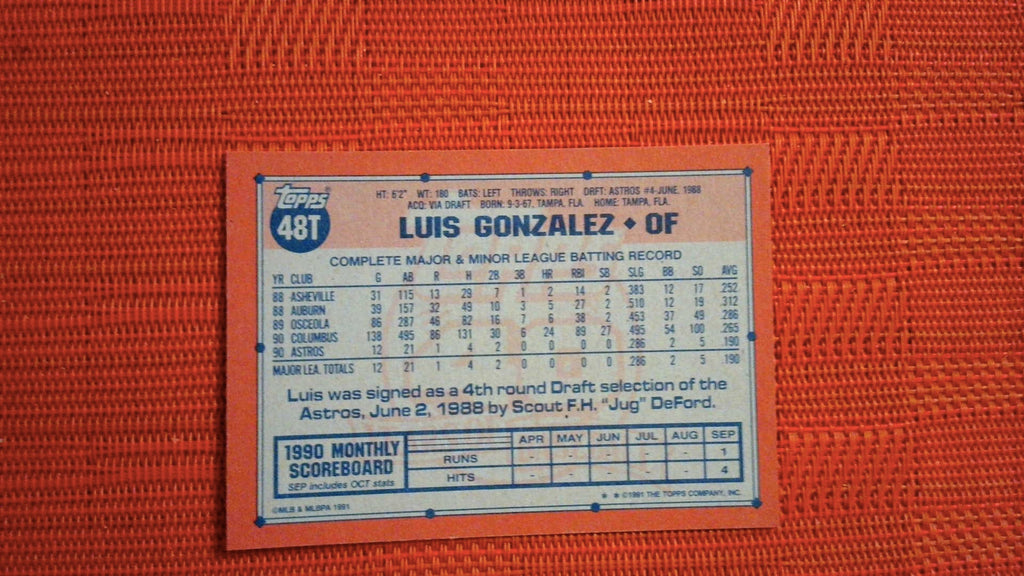 topps®
48T
HT: 6'2" WT: 180 BATS: LEFT THROWS: RIGHT DRFT: ASTROS #4-JUNE, 1988
ACQ: VIA DRAFT BORN: 9-3-67, TAMPA, FLA. HOME: TAMPA, FLA.
LUIS GONZALEZ ♦ OF
COMPLETE MAJOR & MINOR LEAGUE BATTING RECORD
YR CLUB G AB R H 2B 3B HR RBI SB SLG BB SO AVG
88 ASHEVILLE 31 115 13 29 7 1 2 14 2 .383 12 17 .252
88 AUBURN 39 157 32 49 10 3 5 27 2 .510 12 19 .312
89 OSCEOLA 86 287 46 82 16 7 6 38 2 .453 37 49 .286
90 COLUMBUS 138 495 86 131 30 6 24 89 27 .495 54 100 .265
90 ASTROS 12 21 1 4 2 0 0 0 0 .286 2 5 .190
MAJOR LEA. TOTALS 12 21 1 4 2 0 0 0 0 .286 2 5 .190
Luis was signed as a 4th round Draft selection of the
Astros, June 2, 1988 by Scout F.H. "Jug" DeFord.
1990 MONTHLY
SCOREBOARD
SEP includes OCT stats
APR MAY JUN JUL AUG SEP
RUNS - - - - - 1
HITS - - - - - 4
©MLB & MLBPA 1991
* * ©1991 THE TOPPS COMPANY, INC.